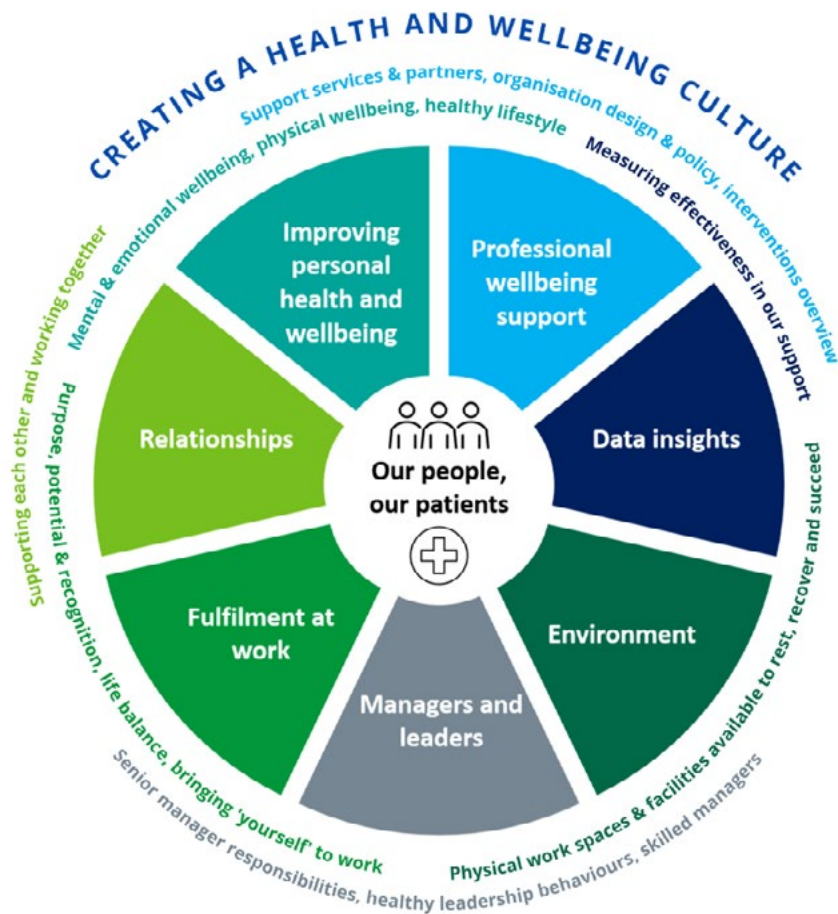 CREATING A HEALTH AND WELLBEING CULTURE
Support services & partners, organisation design & policy, interventions overview
Mental & emotional wellbeing, physical wellbeing, healthy lifestyle
Measuring effectiveness in our support
Supporting each other and working together
Purpose, potential & recognition, life balance, bringing 'yourself' to work
Physical work spaces & facilities available to rest, recover and succeed
Senior manager responsibilities, healthy leadership behaviours, skilled managers
Improving
personal
health and
wellbeing
Professional
wellbeing
support
Relationships
Data insights
Our people,
our patients
Fulfilment at
work
Environment
Managers and
leaders